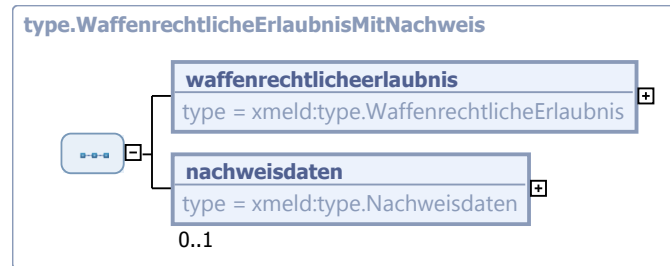 type.WaffenrechtlicheErlaubnisMitNachweis
waffenrechtlicheerlaubnis
type = xmeld:type.WaffenrechtlicheErlaubnis
nachweisdaten
type = xmeld:type.Nachweisdaten
0..1